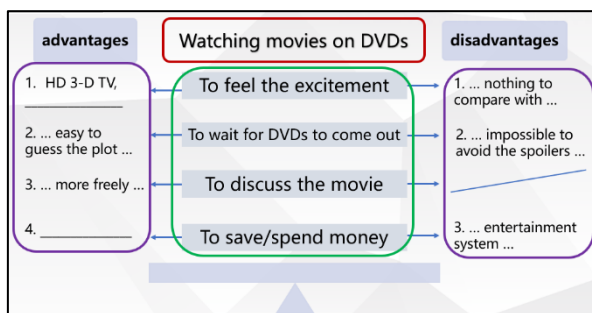 advantages
Watching movies on DVDs
disadvantages
1. HD 3-D TV,
______________
2. ... easy to
guess the plot ...
3. ... more freely ...
4. ______________
To feel the excitement
To wait for DVDs to come out
To discuss the movie
To save/spend money
1. ... nothing to
compare with ...
2. ... impossible to
avoid the spoilers ...
3. ... entertainment
system ...